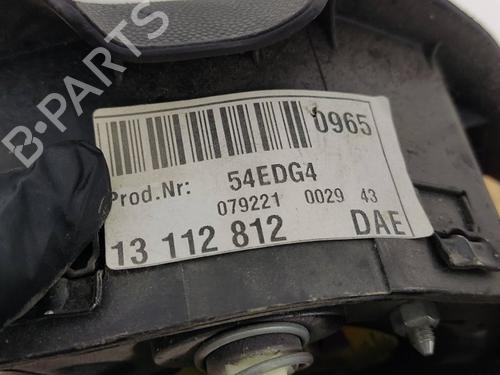 0965
Prod.Nr: 54EDG4
079221 0029 43
13 112 812 DAE
B-PARTS